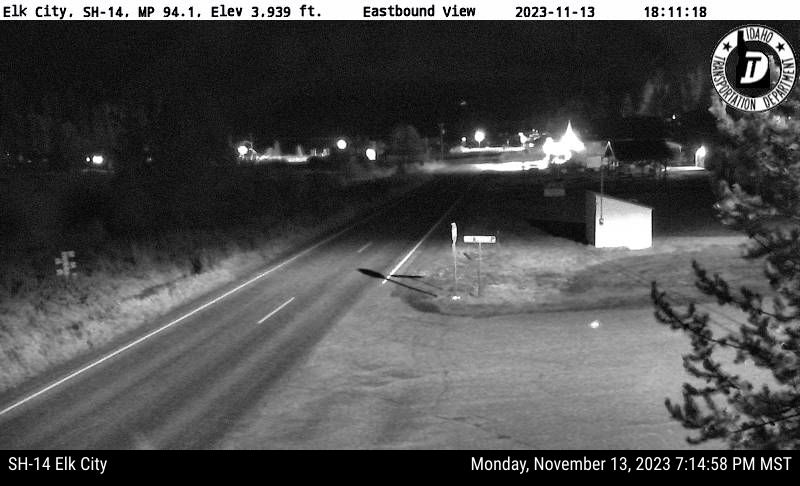 Elk City, SH-14, MP 94.1, Elev 3,939 ft. Eastbound View 2023-11-13 18:11:18
IDAHO
TRANSPORTATION DEPARTMENT
SH-14 Elk City Monday, November 13, 2023 7:14:58 PM MST